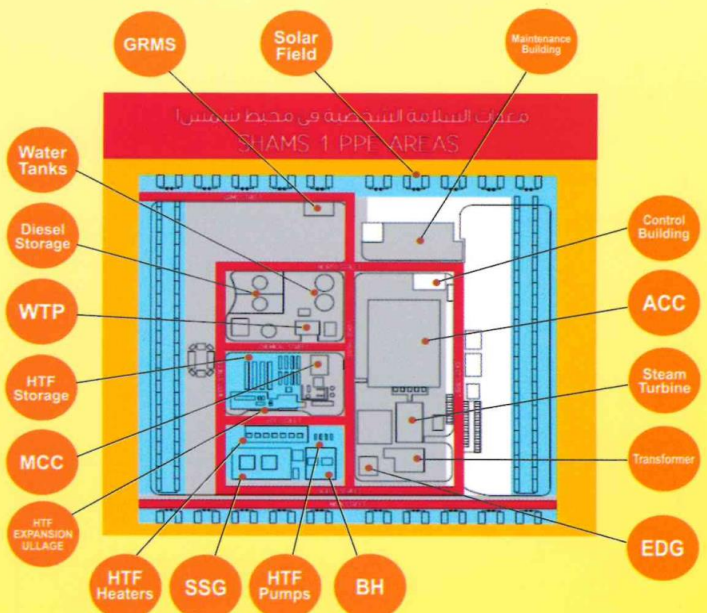 GRMS
Solar
Field
Maintenance
Building
معدات السلامة الشخصية في محيط شمس ١
SHAMS 1 PPE AREAS
Water
Tanks
Diesel
Storage
WTP
HTF
Storage
MCC
HTF
EXPANSION
ULLAGE
HTF
Heaters
SSG
HTF
Pumps
BH
Control
Building
ACC
Steam
Turbine
Transformer
EDG